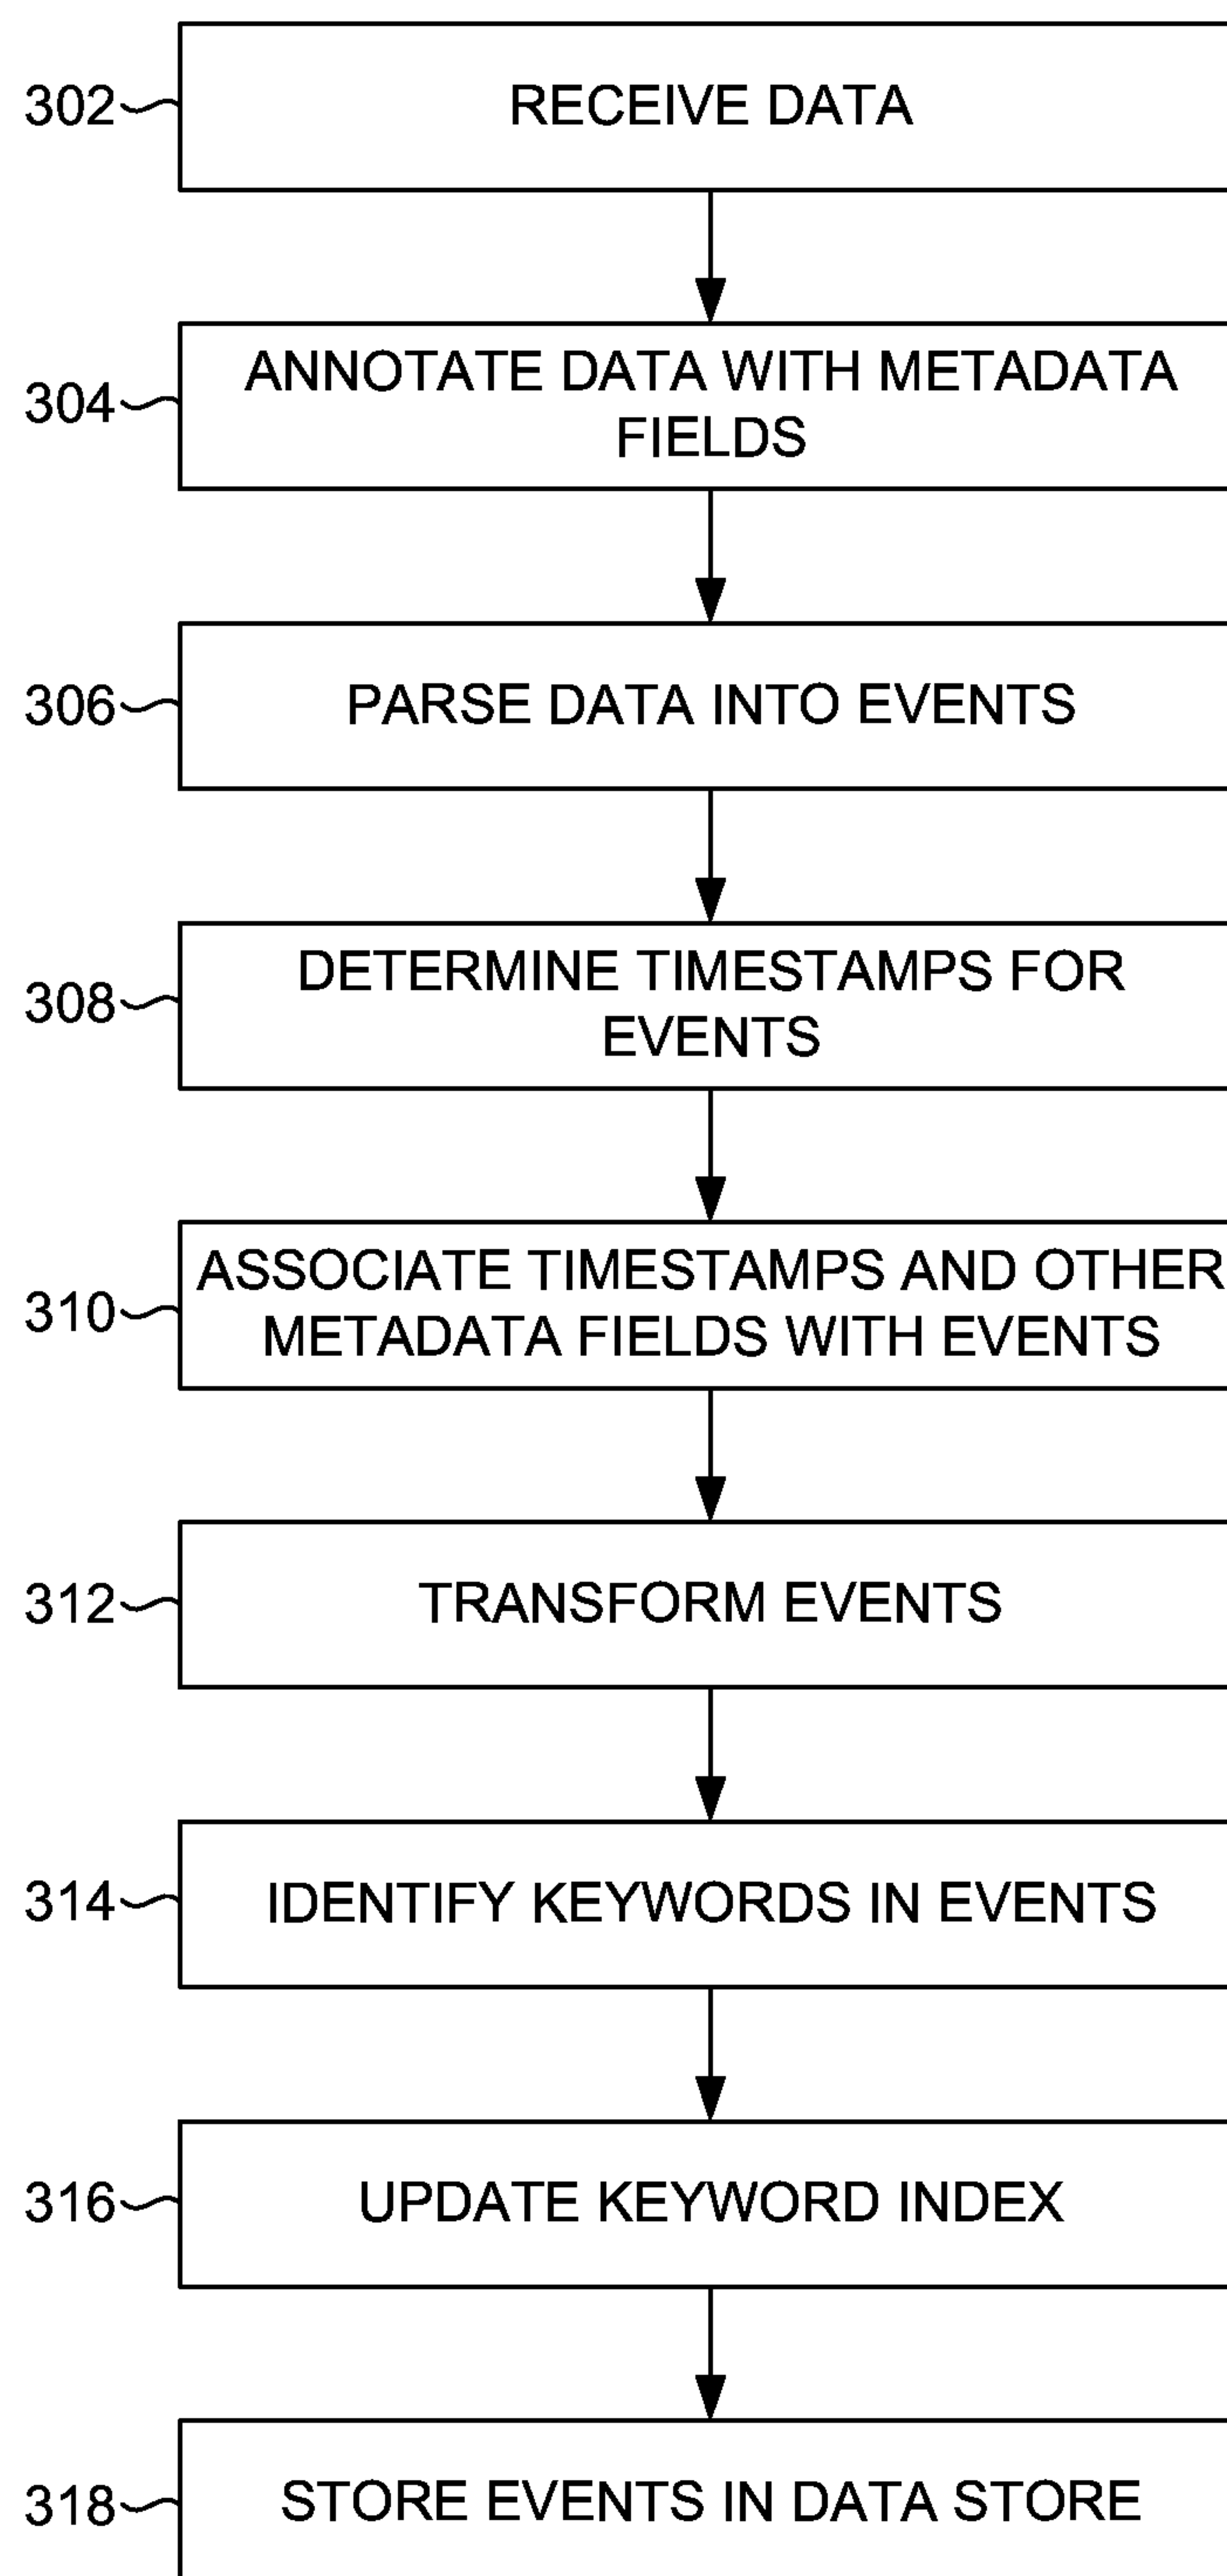 302
RECEIVE DATA
304
ANNOTATE DATA WITH METADATA
FIELDS
306
PARSE DATA INTO EVENTS
308
DETERMINE TIMESTAMPS FOR
EVENTS
310
ASSOCIATE TIMESTAMPS AND OTHER
METADATA FIELDS WITH EVENTS
312
TRANSFORM EVENTS
314
IDENTIFY KEYWORDS IN EVENTS
316
UPDATE KEYWORD INDEX
318
STORE EVENTS IN DATA STORE